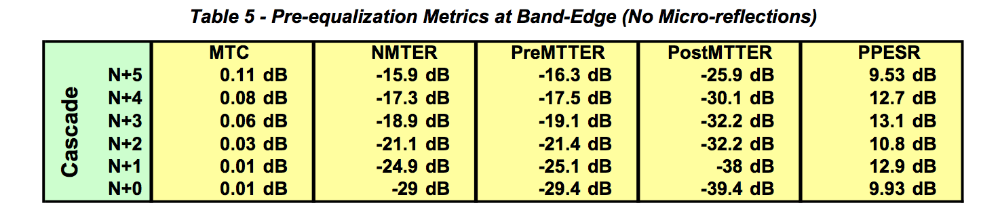 Table 5 - Pre-equalization Metrics at Band-Edge (No Micro-reflections)
MTC NMTER PreMTTER PostMTTER PPESR
Cascade
N+5 0.11 dB -15.9 dB -16.3 dB -25.9 dB 9.53 dB
N+4 0.08 dB -17.3 dB -17.5 dB -30.1 dB 12.7 dB
N+3 0.06 dB -18.9 dB -19.1 dB -32.2 dB 13.1 dB
N+2 0.03 dB -21.1 dB -21.4 dB -32.2 dB 10.8 dB
N+1 0.01 dB -24.9 dB -25.1 dB -38 dB 12.9 dB
N+0 0.01 dB -29 dB -29.4 dB -39.4 dB 9.93 dB